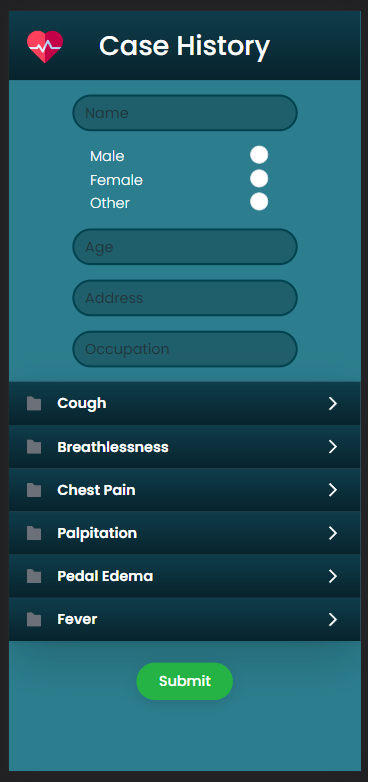 Case History
Name
Male
Female
Other
Age
Address
Occupation
Cough
Breathlessness
Chest Pain
Palpitation
Pedal Edema
Fever
Submit